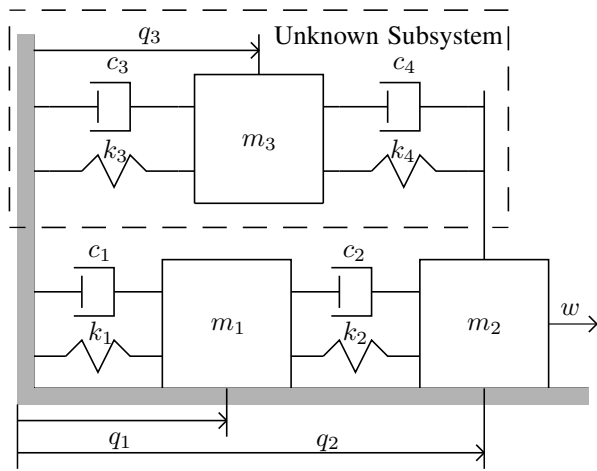 q₃ Unknown Subsystem
c₃ c₄
m₃
k₃ k₄
c₁ c₂
m₁ m₂ w
k₁ k₂
q₁ q₂